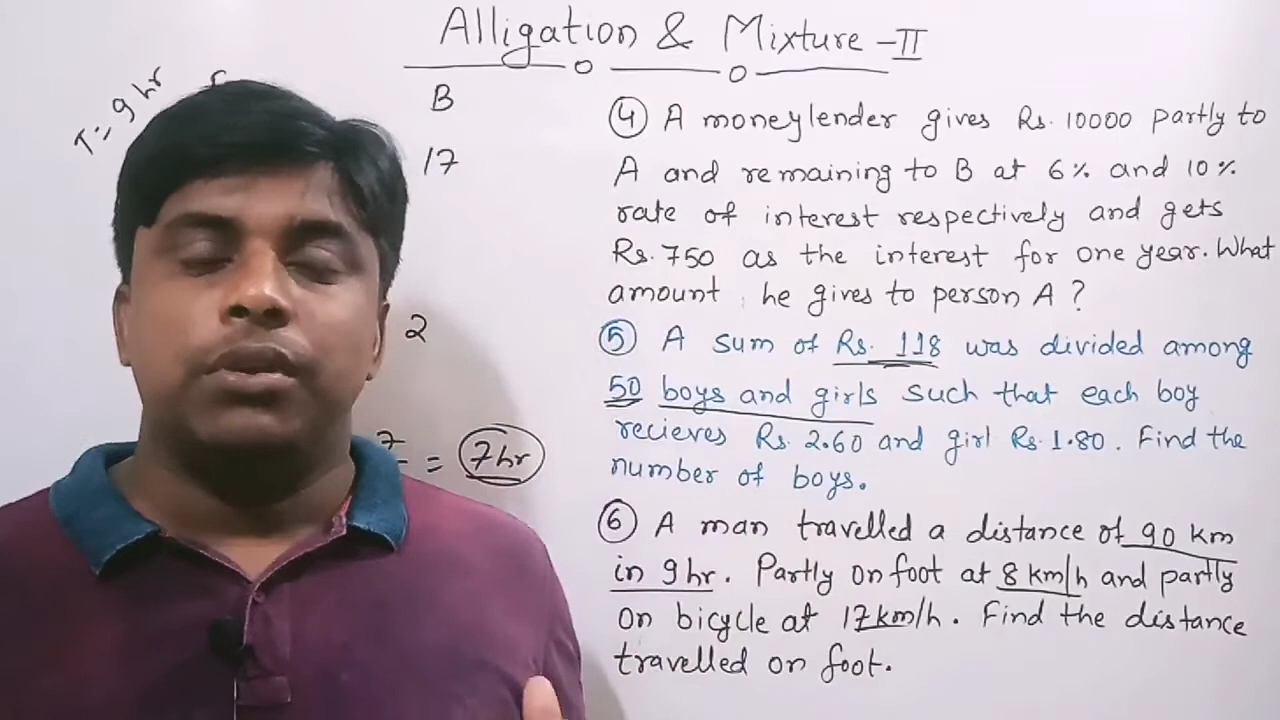 Alligation & Mixture -II
T = 9 hr
B
17
2
7
= 7 hr
④ A moneylender gives Rs. 10000 partly to
A and remaining to B at 6% and 10%
rate of interest respectively and gets
Rs. 750 as the interest for one year. What
amount he gives to person A ?
⑤ A sum of Rs. 118 was divided among
50 boys and girls such that each boy
recieves Rs. 2.60 and girl Rs. 1.80. Find the
number of boys.
⑥ A man travelled a distance of 90 km
in 9 hr. Partly on foot at 8 km/h and partly
on bicycle at 17 km/h. Find the distance
travelled on foot.